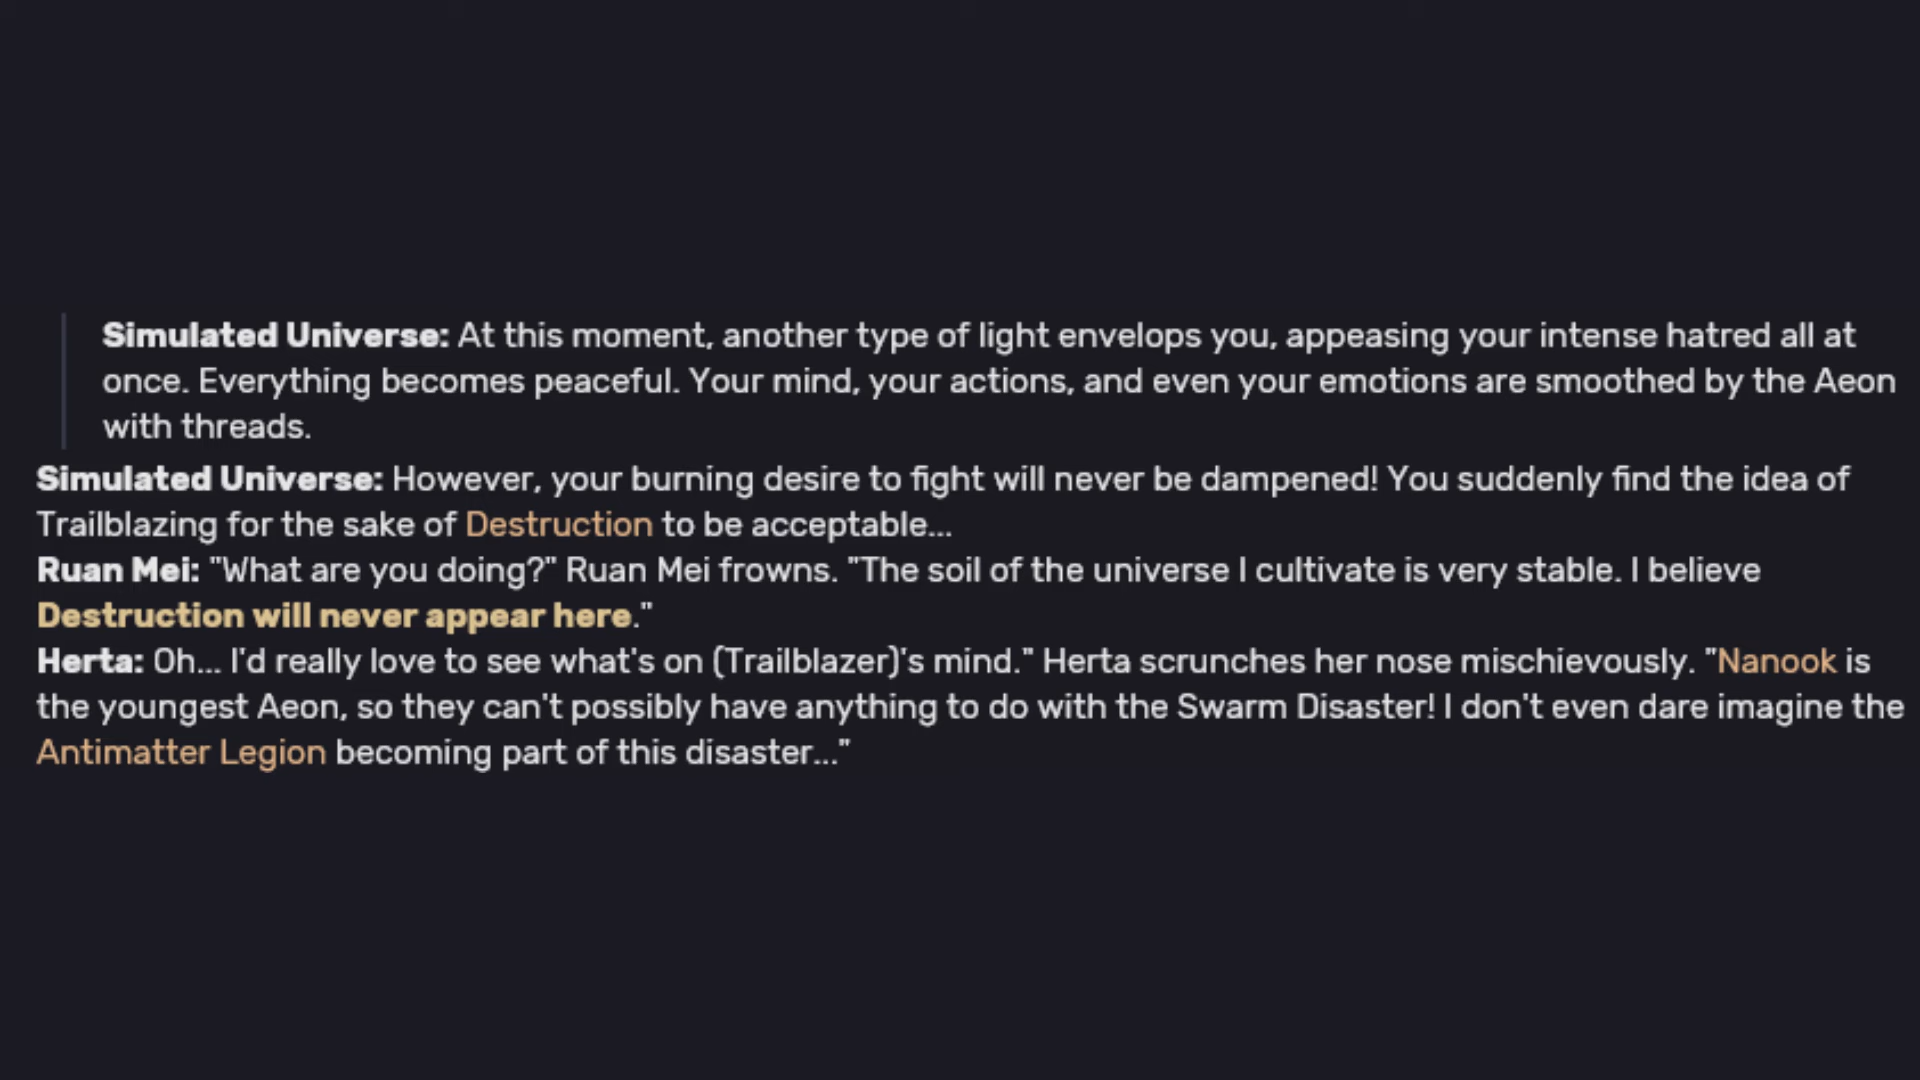 Simulated Universe: At this moment, another type of light envelops you, appeasing your intense hatred all at
once. Everything becomes peaceful. Your mind, your actions, and even your emotions are smoothed by the Aeon
with threads.
Simulated Universe: However, your burning desire to fight will never be dampened! You suddenly find the idea of
Trailblazing for the sake of Destruction to be acceptable...
Ruan Mei: "What are you doing?" Ruan Mei frowns. "The soil of the universe I cultivate is very stable. I believe
Destruction will never appear here."
Herta: Oh... I'd really love to see what's on (Trailblazer)'s mind." Herta scrunches her nose mischievously. "Nanook is
the youngest Aeon, so they can't possibly have anything to do with the Swarm Disaster! I don't even dare imagine the
Antimatter Legion becoming part of this disaster..."